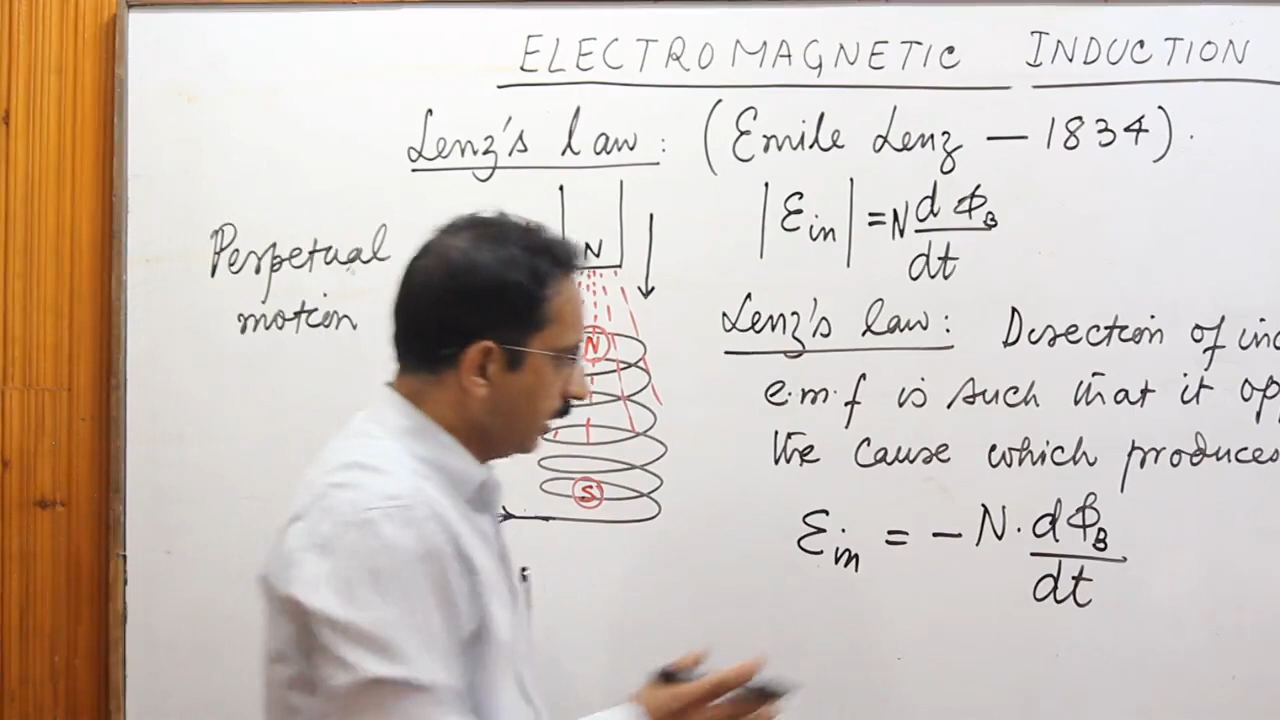 ELECTROMAGNETIC INDUCTION
Lenz's law : (Emile Lenz — 1834).
|Ein| = N dΦB/dt
Perpetual
motion
N
N
S
Lenz's law : Direction of
e.m.f is such that it
the cause which produces
Ein = - N. dΦB/dt